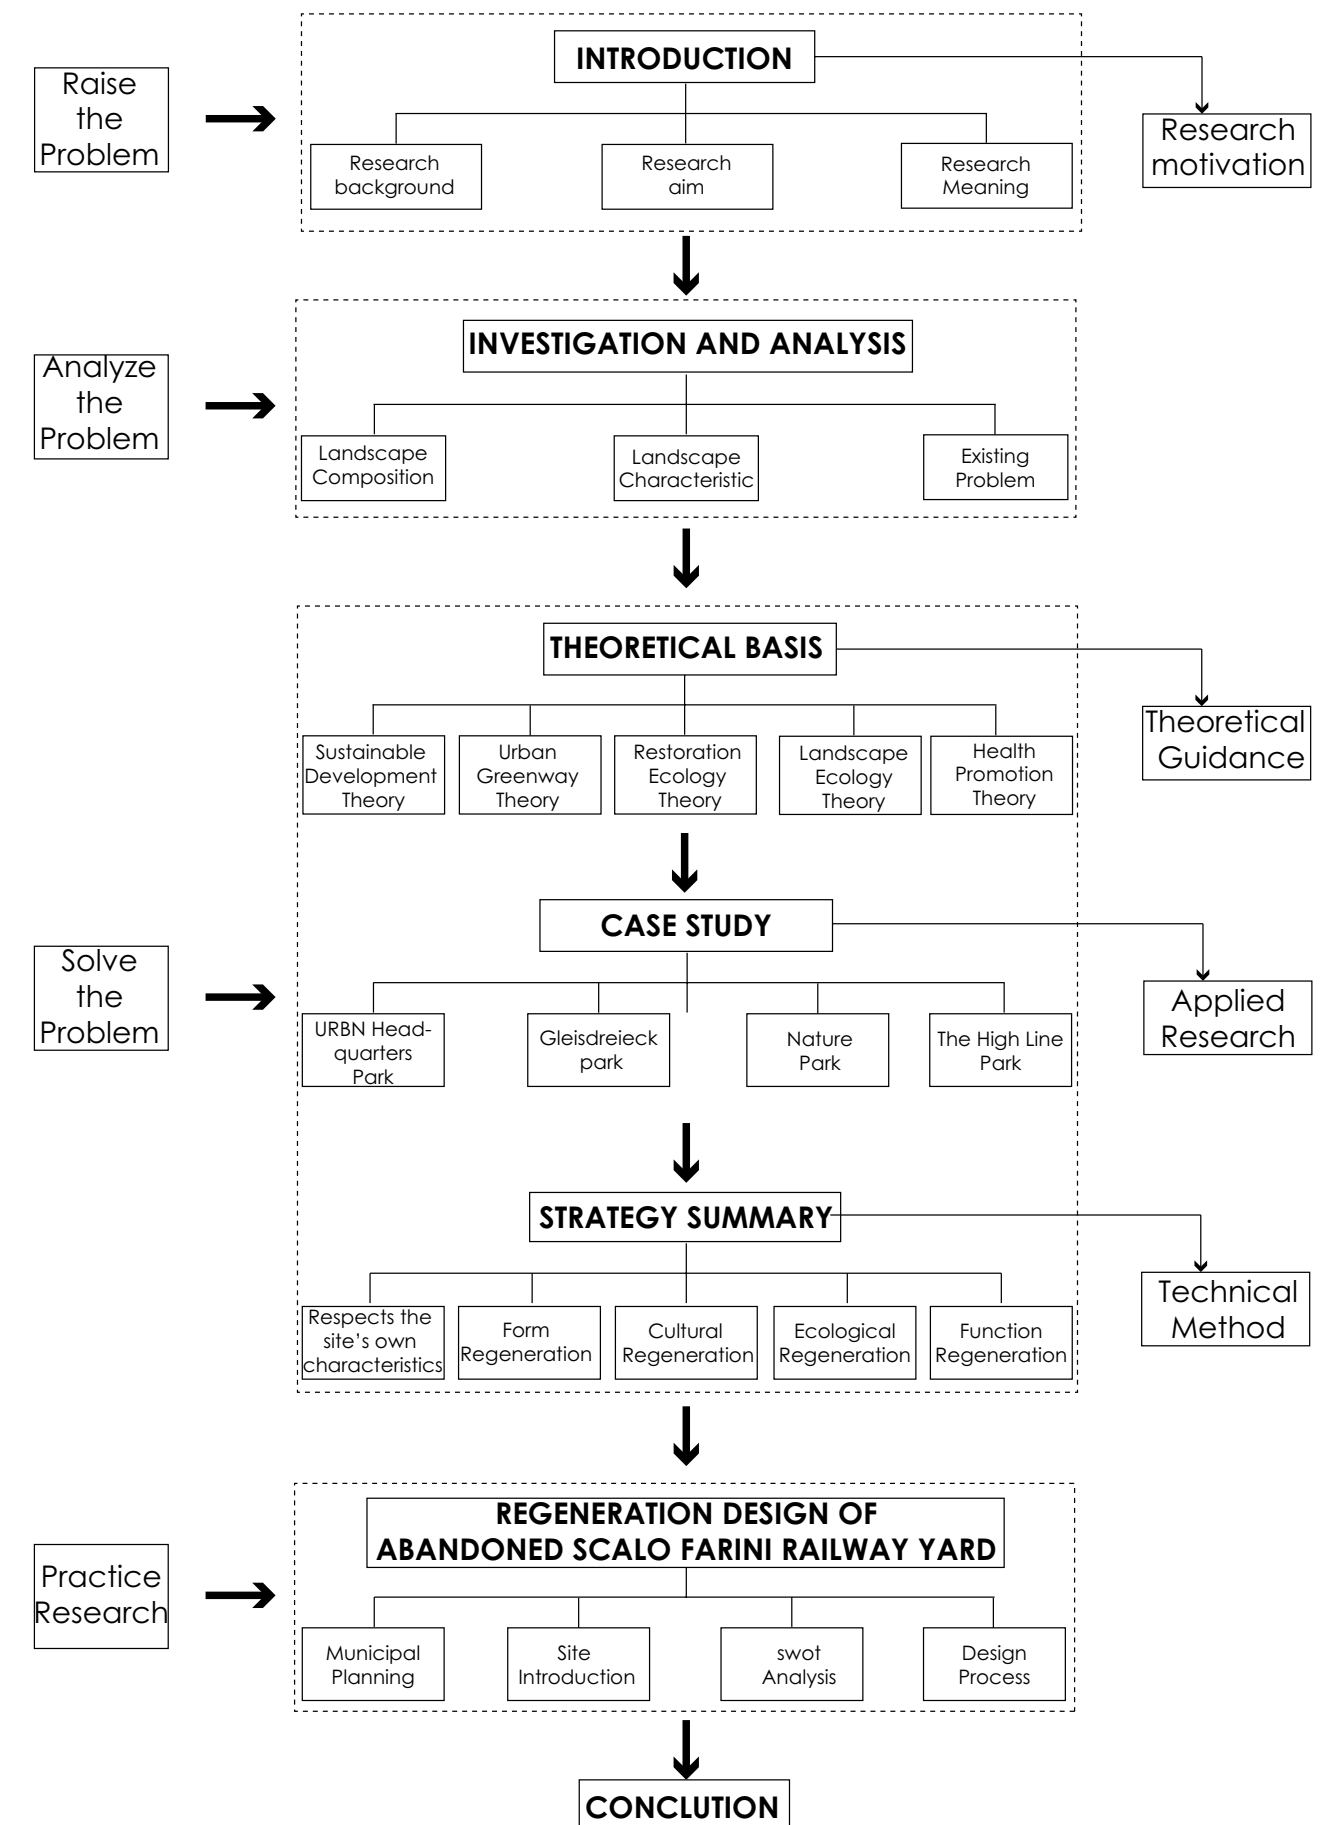 INTRODUCTION
Raise
the
Problem
Research
motivation
Research
background
Research
aim
Research
Meaning
INVESTIGATION AND ANALYSIS
Analyze
the
Problem
Landscape
Composition
Landscape
Characteristic
Existing
Problem
THEORETICAL BASIS
Theoretical
Guidance
Sustainable
Development
Theory
Urban
Greenway
Theory
Restoration
Ecology
Theory
Landscape
Ecology
Theory
Health
Promotion
Theory
CASE STUDY
Solve
the
Problem
Applied
Research
URBN Head-
quarters
Park
Gleisdreieck
park
Nature
Park
The High Line
Park
STRATEGY SUMMARY
Technical
Method
Respects the
site's own
characteristics
Form
Regeneration
Cultural
Regeneration
Ecological
Regeneration
Function
Regeneration
REGENERATION DESIGN OF
ABANDONED SCALO FARINI RAILWAY YARD
Practice
Research
Municipal
Planning
Site
Introduction
swot
Analysis
Design
Process
CONCLUTION